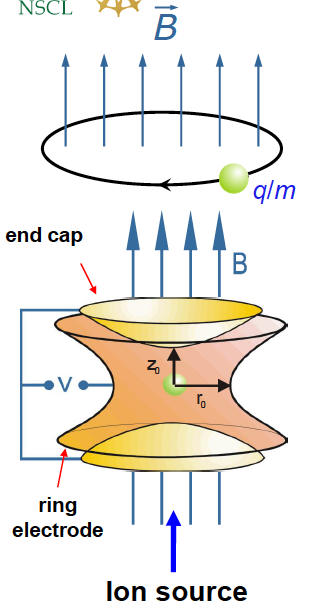 NSCL
B
q/m
end cap
B
z₀
V
r₀
ring
electrode
Ion source